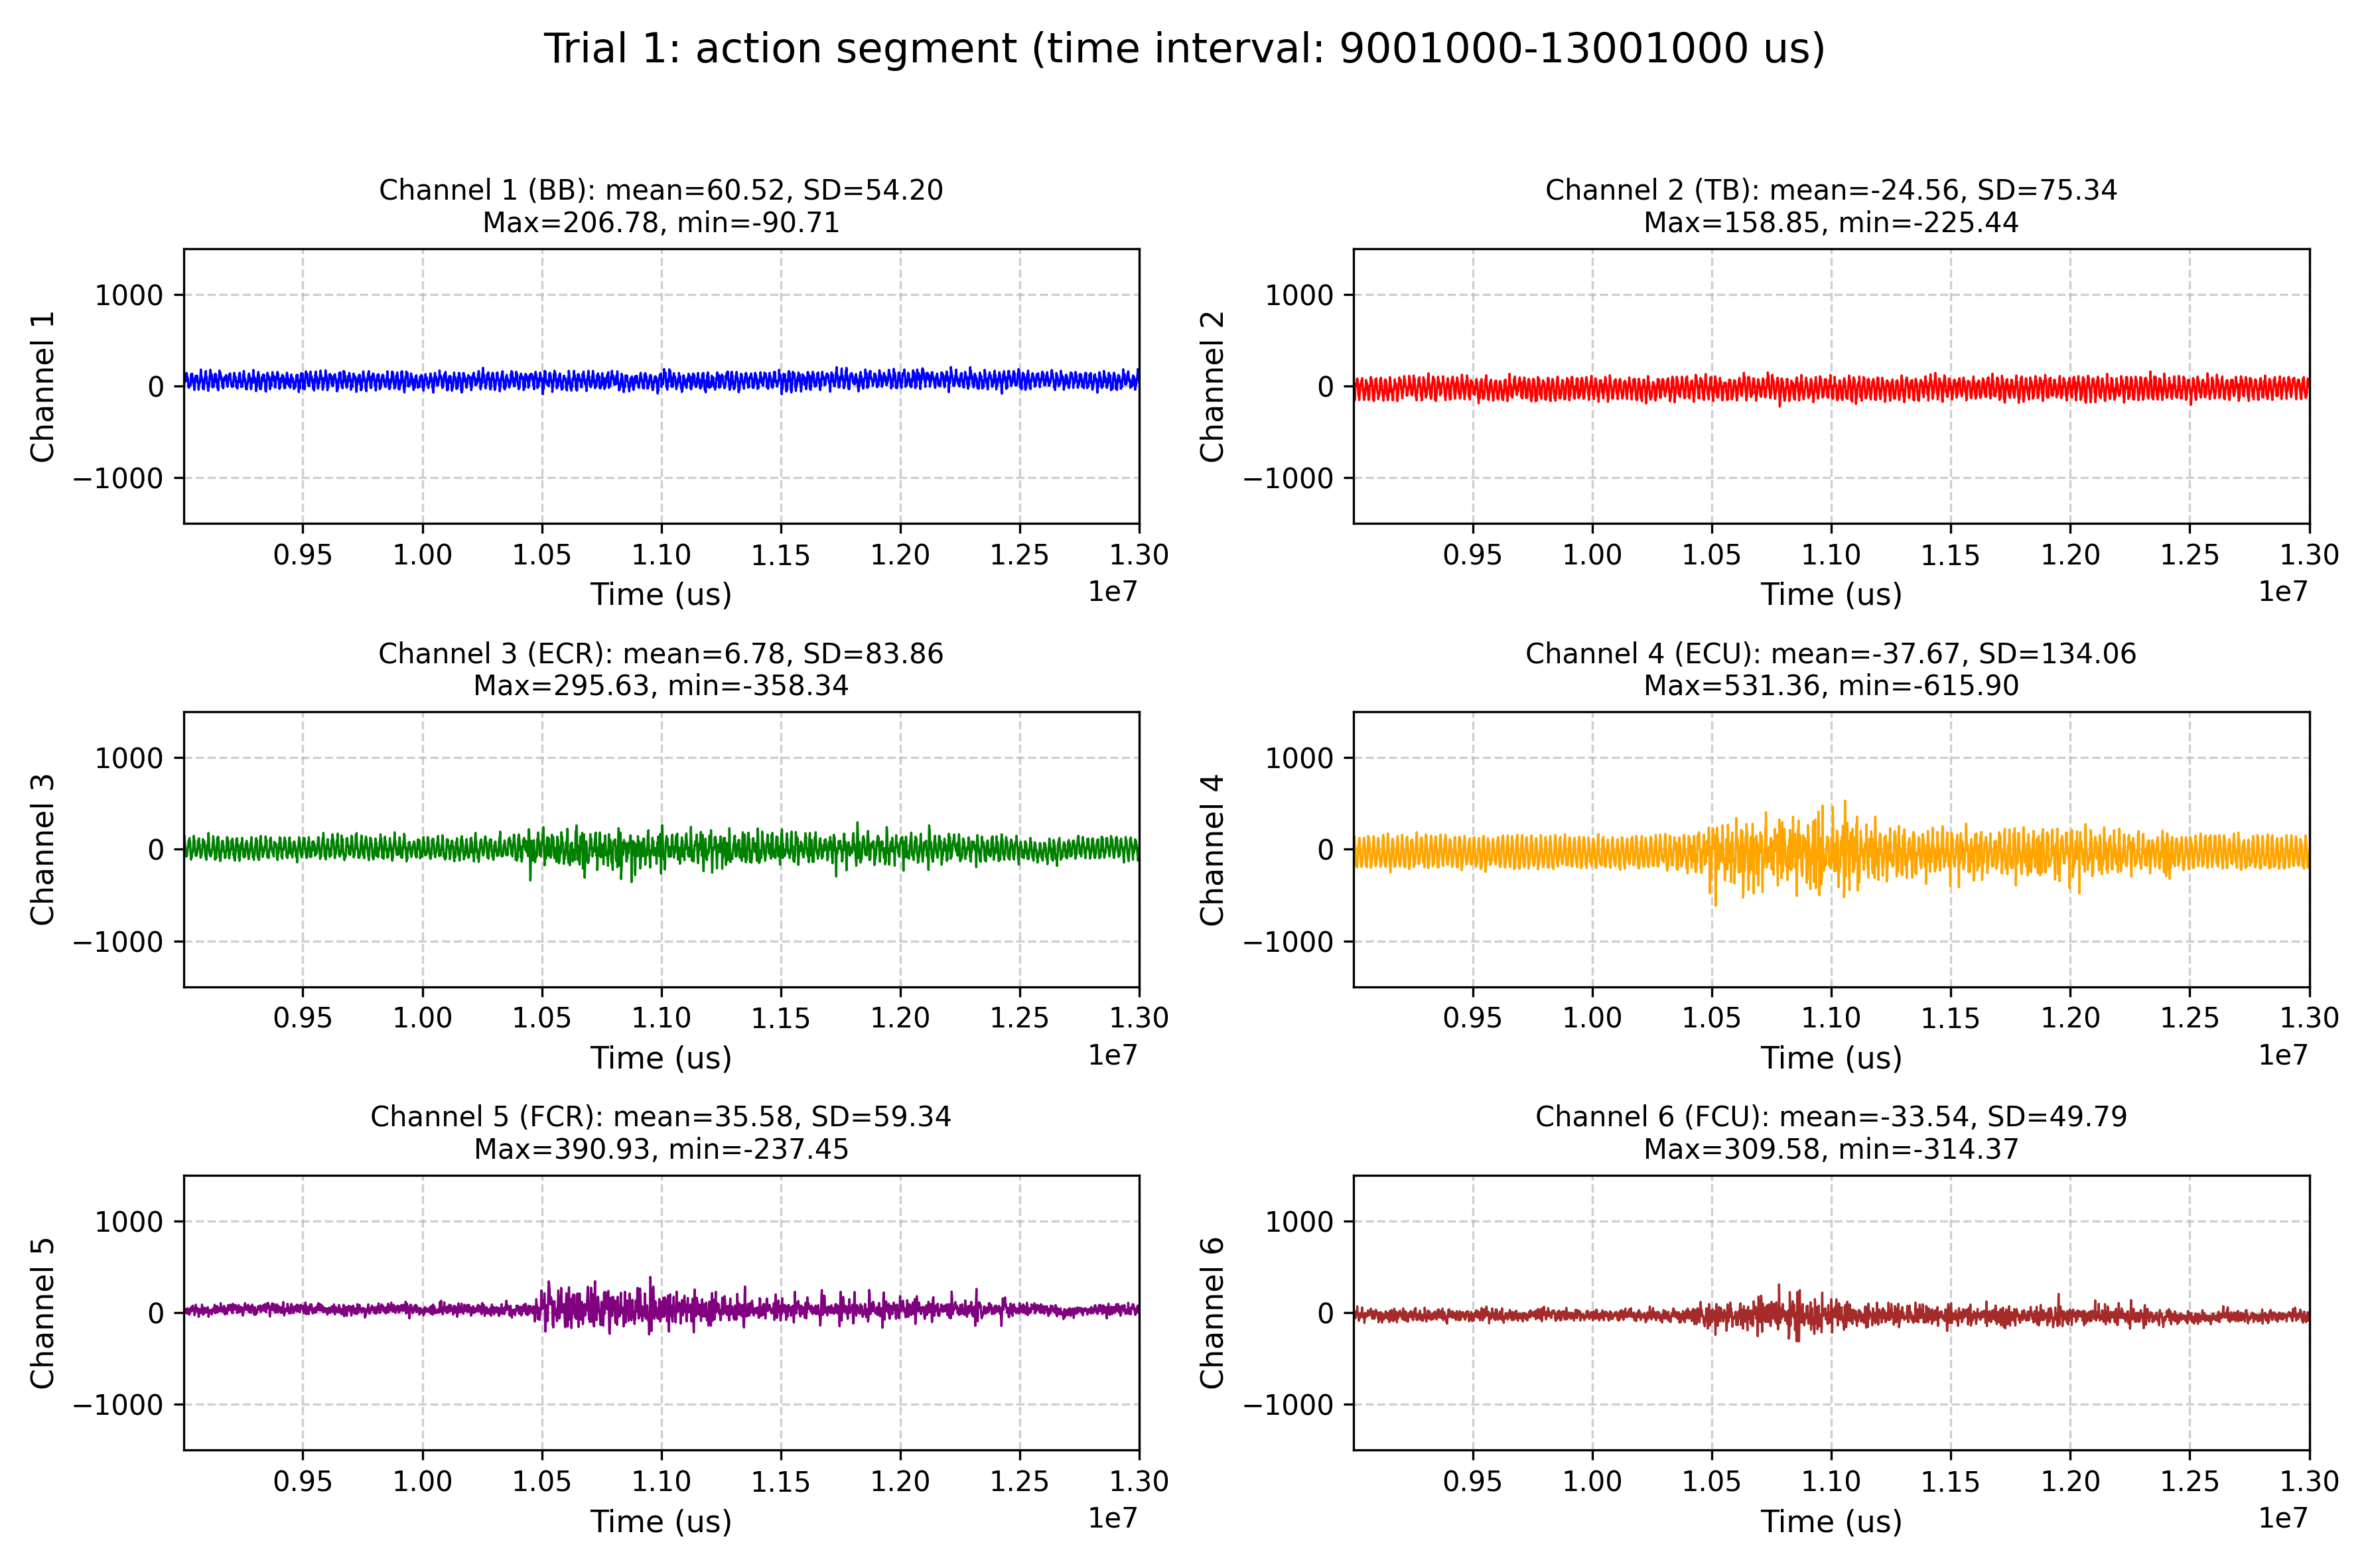 Trial 1: action segment (time interval: 9001000-13001000 us)
Channel 1 (BB): mean=60.52, SD=54.20
Max=206.78, min=-90.71
Channel 1
1000
0
−1000
0.95 1.00 1.05 1.10 1.15 1.20 1.25 1.30
Time (us)
1e7
Channel 2 (TB): mean=-24.56, SD=75.34
Max=158.85, min=-225.44
Channel 2
1000
0
−1000
0.95 1.00 1.05 1.10 1.15 1.20 1.25 1.30
Time (us)
1e7
Channel 3 (ECR): mean=6.78, SD=83.86
Max=295.63, min=-358.34
Channel 3
1000
0
−1000
0.95 1.00 1.05 1.10 1.15 1.20 1.25 1.30
Time (us)
1e7
Channel 4 (ECU): mean=-37.67, SD=134.06
Max=531.36, min=-615.90
Channel 4
1000
0
−1000
0.95 1.00 1.05 1.10 1.15 1.20 1.25 1.30
Time (us)
1e7
Channel 5 (FCR): mean=35.58, SD=59.34
Max=390.93, min=-237.45
Channel 5
1000
0
−1000
0.95 1.00 1.05 1.10 1.15 1.20 1.25 1.30
Time (us)
1e7
Channel 6 (FCU): mean=-33.54, SD=49.79
Max=309.58, min=-314.37
Channel 6
1000
0
−1000
0.95 1.00 1.05 1.10 1.15 1.20 1.25 1.30
Time (us)
1e7